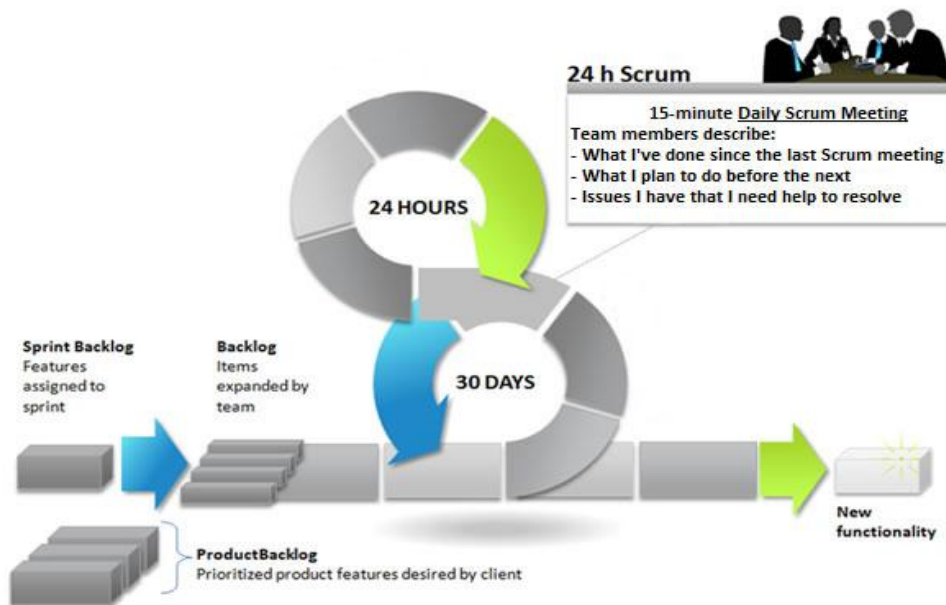 24 h Scrum
15-minute Daily Scrum Meeting
Team members describe:
- What I've done since the last Scrum meeting
- What I plan to do before the next
- Issues I have that I need help to resolve
24 HOURS
30 DAYS
Sprint Backlog
Features
assigned to
sprint
Backlog
Items
expanded by
team
New
functionality
ProductBacklog
Prioritized product features desired by client